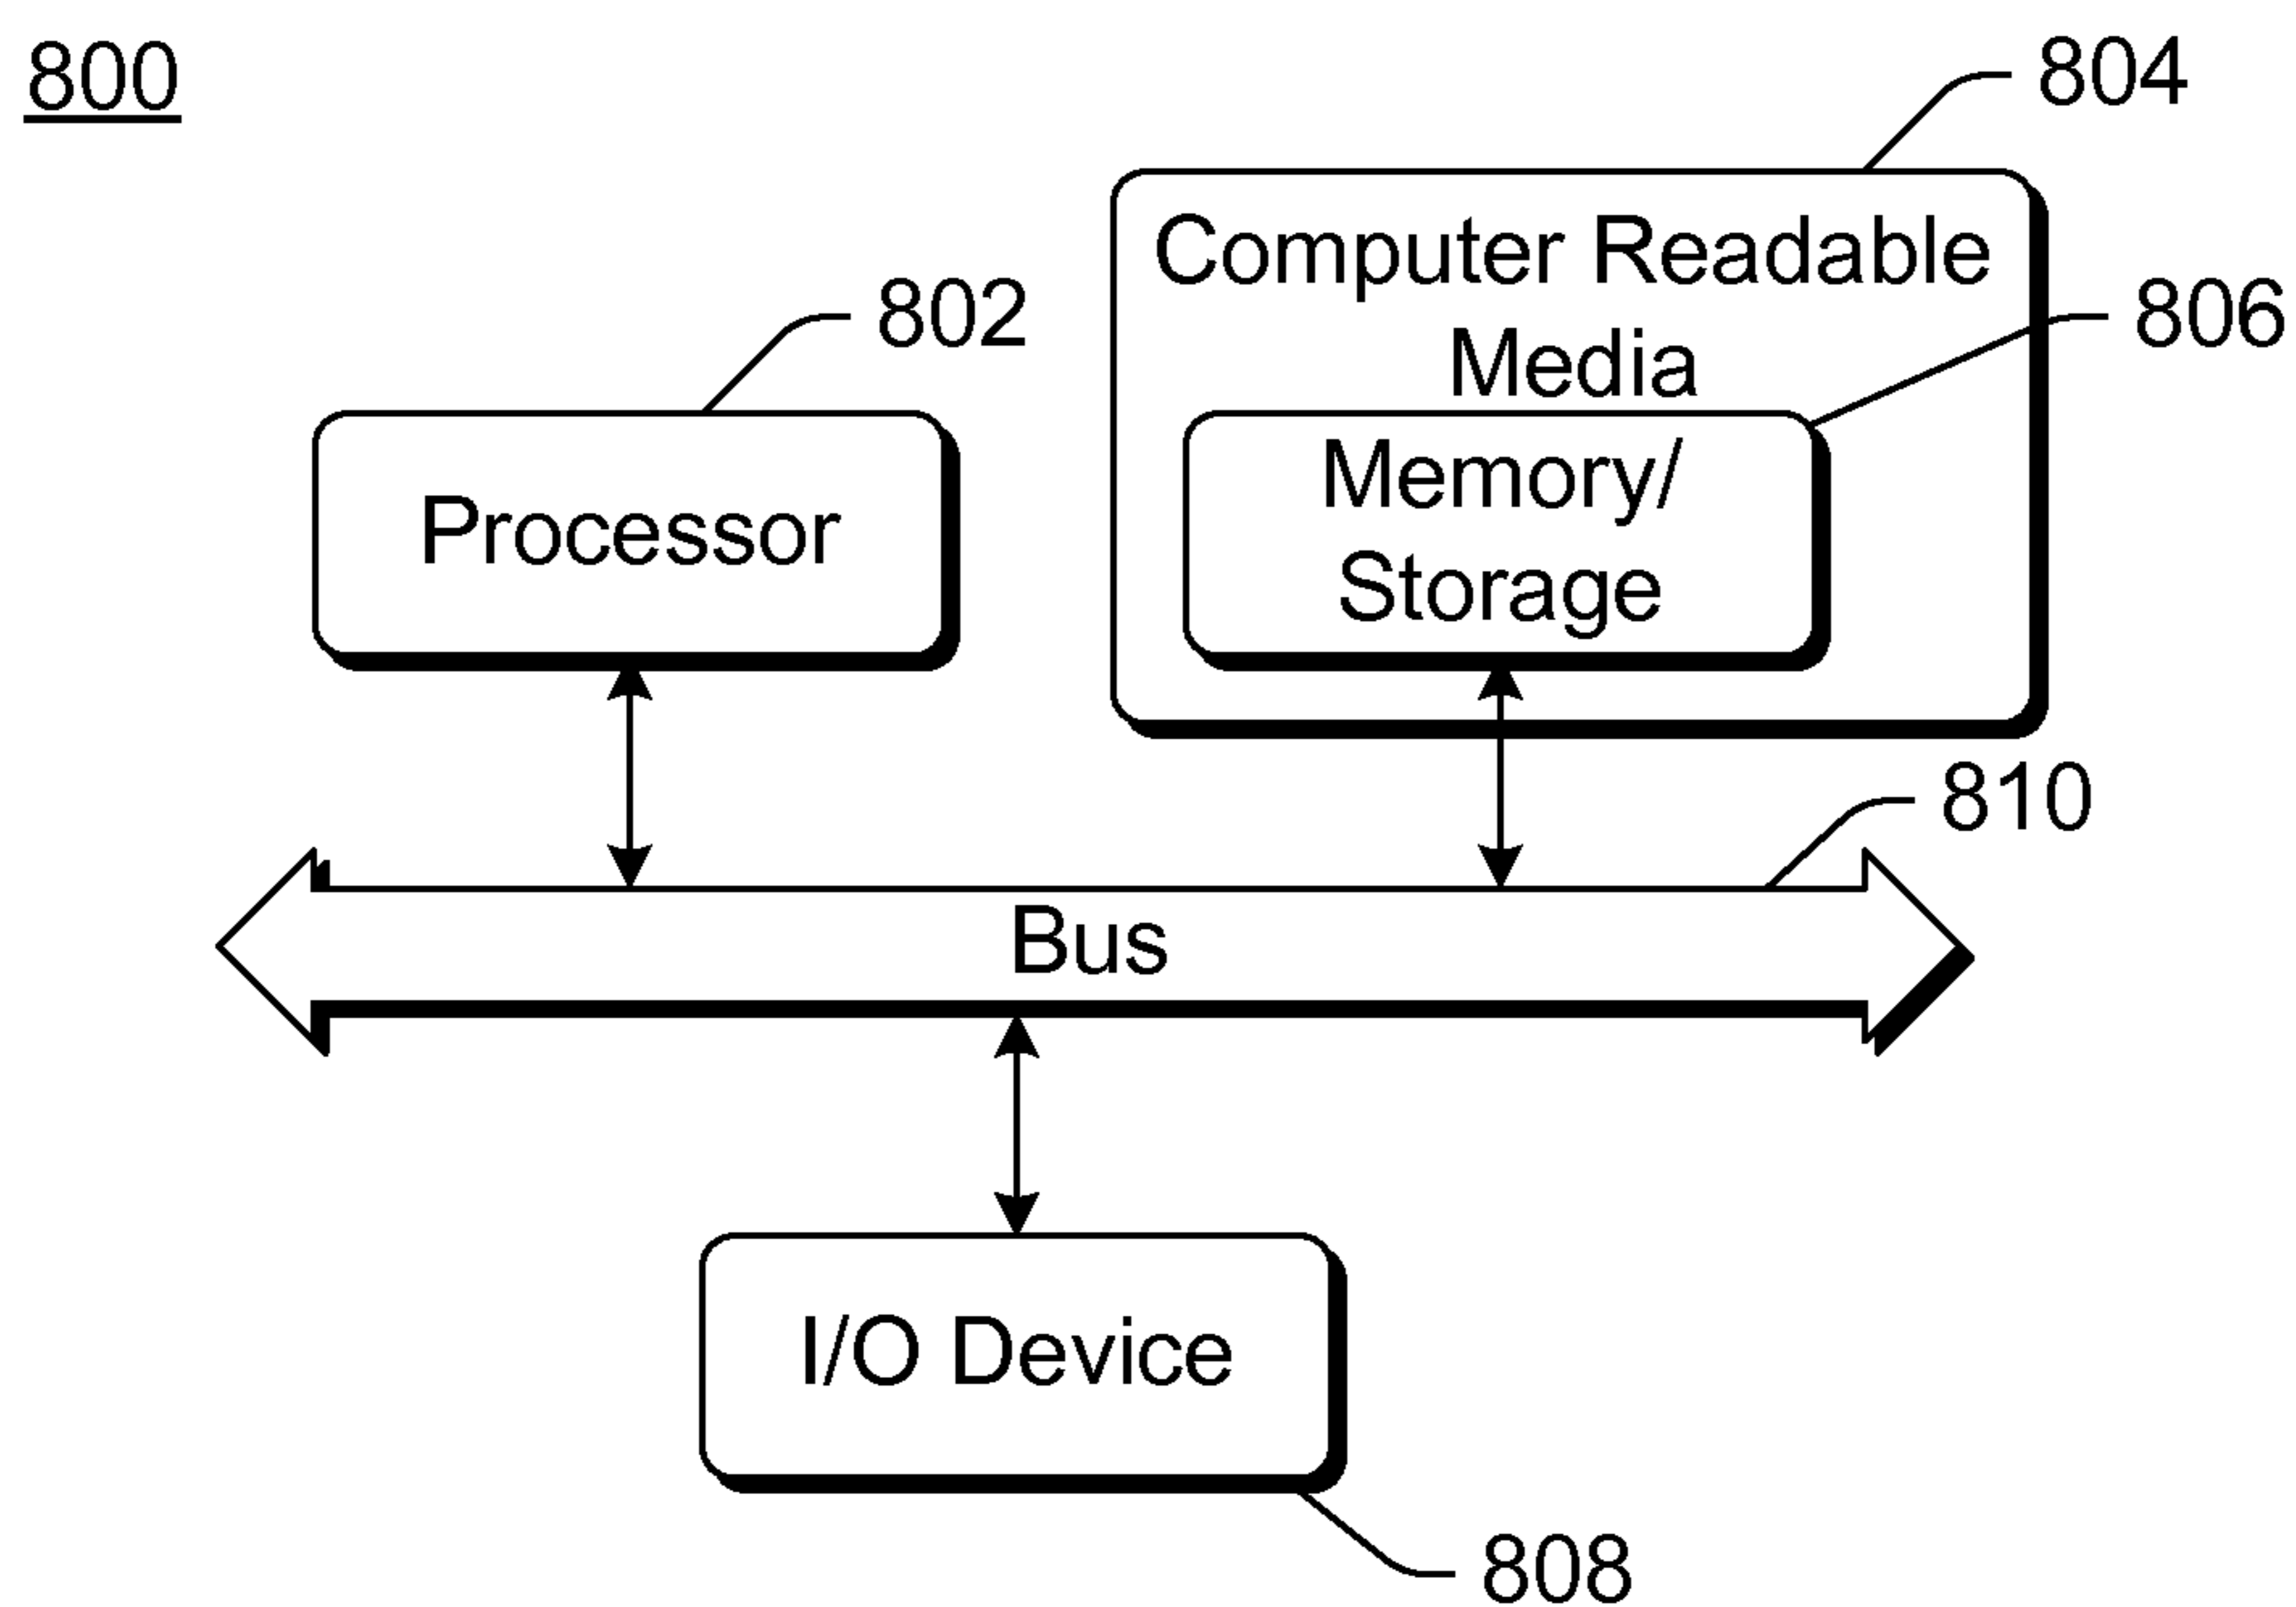 800
804
Computer Readable
802
806
Media
Memory/
Processor
Storage
810
Bus
I/O Device
808